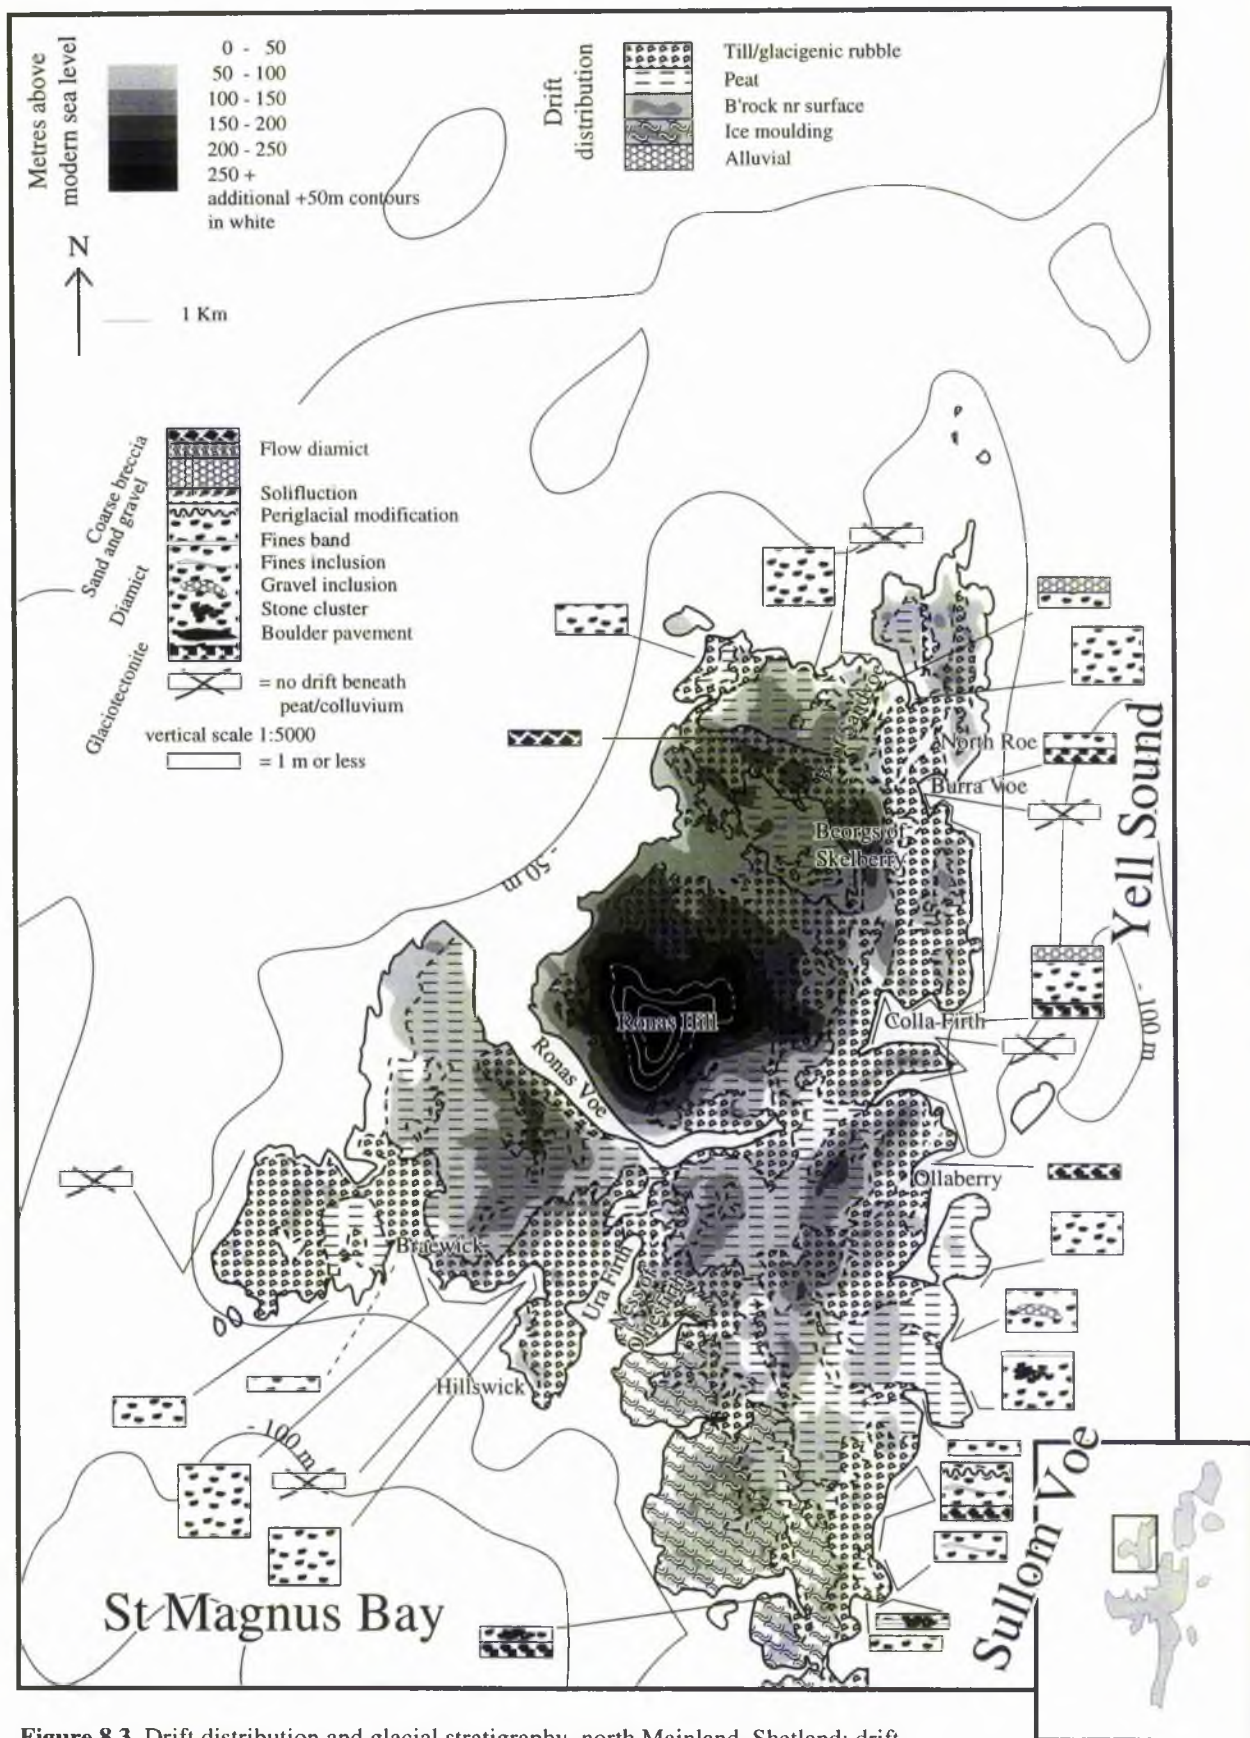 Metres above
modern sea level
0 - 50
50 - 100
100 - 150
150 - 200
200 - 250
250 +
additional +50m contours
in white
Drift
distribution
Till/glacigenic rubble
Peat
B'rock nr surface
Ice moulding
Alluvial
N
1 Km
Coarse breccia
Sand and gravel
Diamict
Glaciotectonite
Flow diamict
Solifluction
Periglacial modification
Fines band
Fines inclusion
Gravel inclusion
Stone cluster
Boulder pavement
= no drift beneath
peat/colluvium
vertical scale 1:5000
= 1 m or less
North Roe
Burra Voe
Beorgs of
Skelberry
Yell Sound
- 50 m
Ronas Hill
Colla Firth
- 100 m
Ronas Voe
Ollaberry
Braewick
Ura Firth
Ness of
Hillswick
- 100 m
St Magnus Bay
Sullom Voe
Figure 8.3 Drift distribution and glacial stratigraphy, north Mainland, Shetland: drift